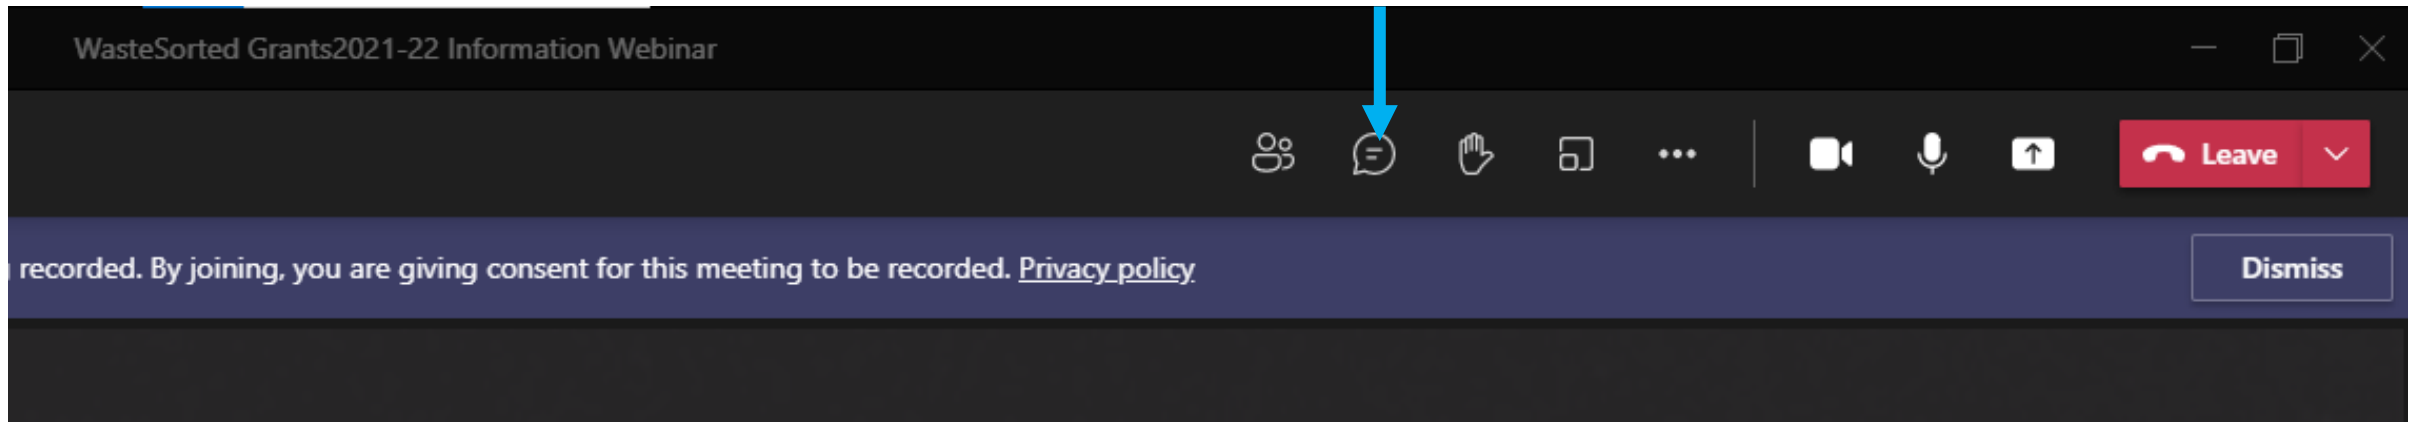 WasteSorted Grants2021-22 Information Webinar
Leave
recorded. By joining, you are giving consent for this meeting to be recorded. Privacy policy
Dismiss